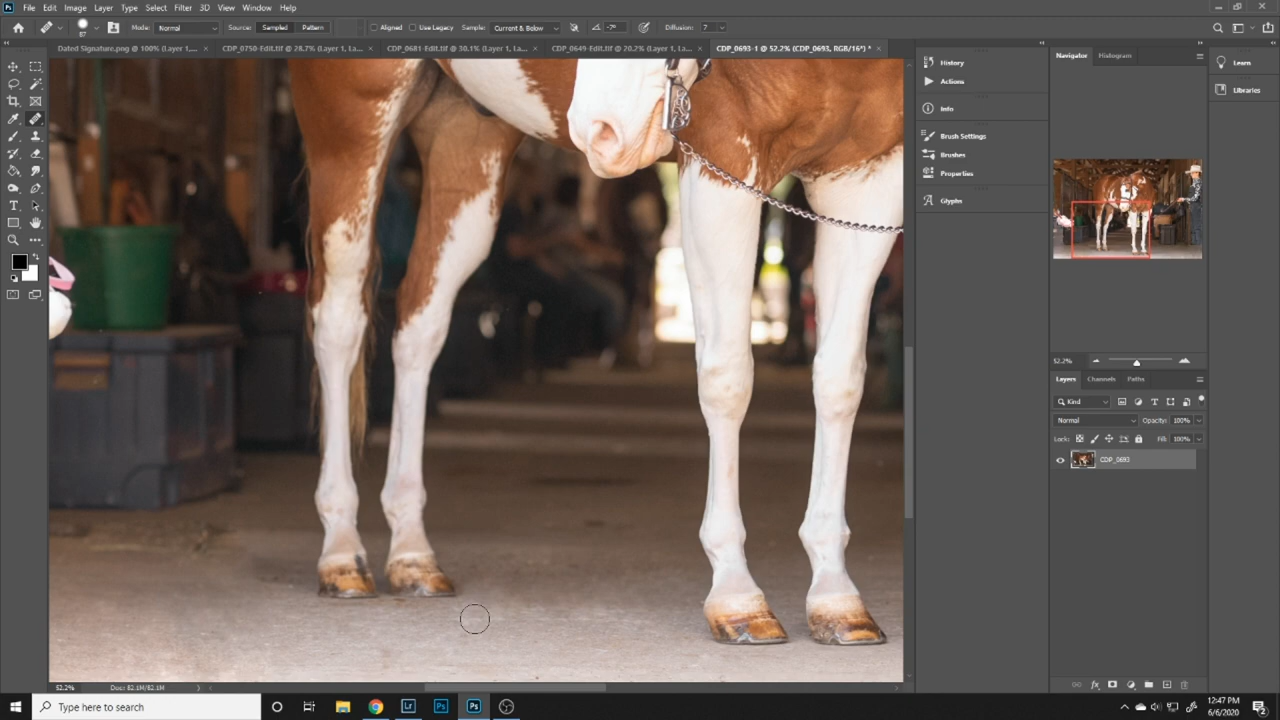 File Edit Image Layer Type Select Filter 3D View Window Help
87 Mode: Normal Source: Sampled Pattern Aligned Use Legacy Sample: Current & Below -7° Diffusion: 7
Dated Signature.png @ 100% (Layer 1,... × CDP_0750-Edit.tif @ 28.7% (Layer 1, La... × CDP_0681-Edit.tif @ 30.1% (Layer 1, La... × CDP_0649-Edit.tif @ 20.2% (Layer 1, La... × CDP_0693-1 @ 52.2% (CDP_0693, RGB/16*) * ×
History
Actions
Info
Brush Settings
Brushes
Properties
Glyphs
Navigator Histogram
52.2%
Layers Channels Paths
Kind
Normal Opacity: 100%
Lock: Fill: 100%
CDP_0693
Learn
Libraries
52.2% Doc: 82.1M/82.1M
Type here to search
12:47 PM
6/6/2020
2